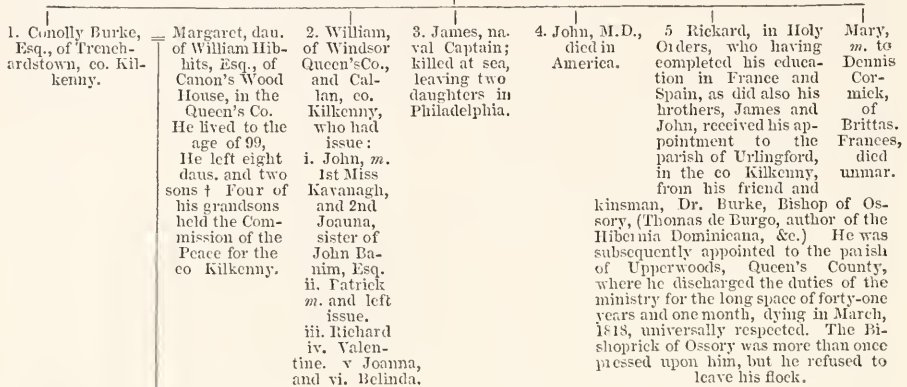 1. Conolly Burke,
Esq., of Trench-
ardstown, co. Kil-
kenny.
=
Margaret, dau.
of William Hib-
bits, Esq., of
Canon's Wood
House, in the
Queen's Co.
He lived to the
age of 99,
He left eight
daus. and two
sons † Four of
his grandsons
held the Com-
mission of the
Peace for the
co Kilkenny.
2. William,
of Windsor
Queen'sCo.,
and Cal-
lan, co.
Kilkenny,
who had
issue:
i. John, m.
1st Miss
Kavanagh,
and 2nd
Joanna,
sister of
John Ba-
nim, Esq.
ii. Patrick
m. and left
issue.
iii. Richard
iv. Valen-
tine. v Joanna,
and vi. Belinda.
3. James, na-
val Captain;
killed at sea,
leaving two
daughters in
Philadelphia.
4. John, M.D.,
died in
America.
5 Rickard, in Holy
Orders, who having
completed his educa-
tion in France and
Spain, as did also his
brothers, James and
John, received his ap-
pointment to the
parish of Urlingford,
in the co Kilkenny,
from his friend and
kinsman, Dr. Burke, Bishop of Os-
sory, (Thomas de Burgo, author of the
Hibernia Dominicana, &c.) He was
subsequently appointed to the parish
of Upperwoods, Queen's County,
where he discharged the duties of the
ministry for the long space of forty-one
years and one month, dying in March,
1818, universally respected. The Bi-
shoprick of Ossory was more than once
pressed upon him, but he refused to
leave his flock.
Mary,
m. to
Dennis
Cor-
mick,
of
Brittas.
Frances,
died
unmar.